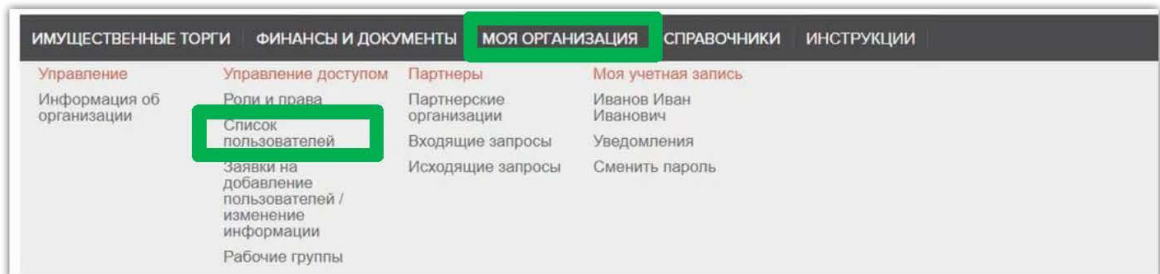 ИМУЩЕСТВЕННЫЕ ТОРГИ ФИНАНСЫ И ДОКУМЕНТЫ МОЯ ОРГАНИЗАЦИЯ СПРАВОЧНИКИ ИНСТРУКЦИИ
Управление
Информация об
организации
Управление доступом
Роли и права
Список
пользователей
Заявки на
добавление
пользователей /
изменение
информации
Рабочие группы
Партнеры
Партнерские
организации
Входящие запросы
Исходящие запросы
Моя учетная запись
Иванов Иван
Иванович
Уведомления
Сменить пароль